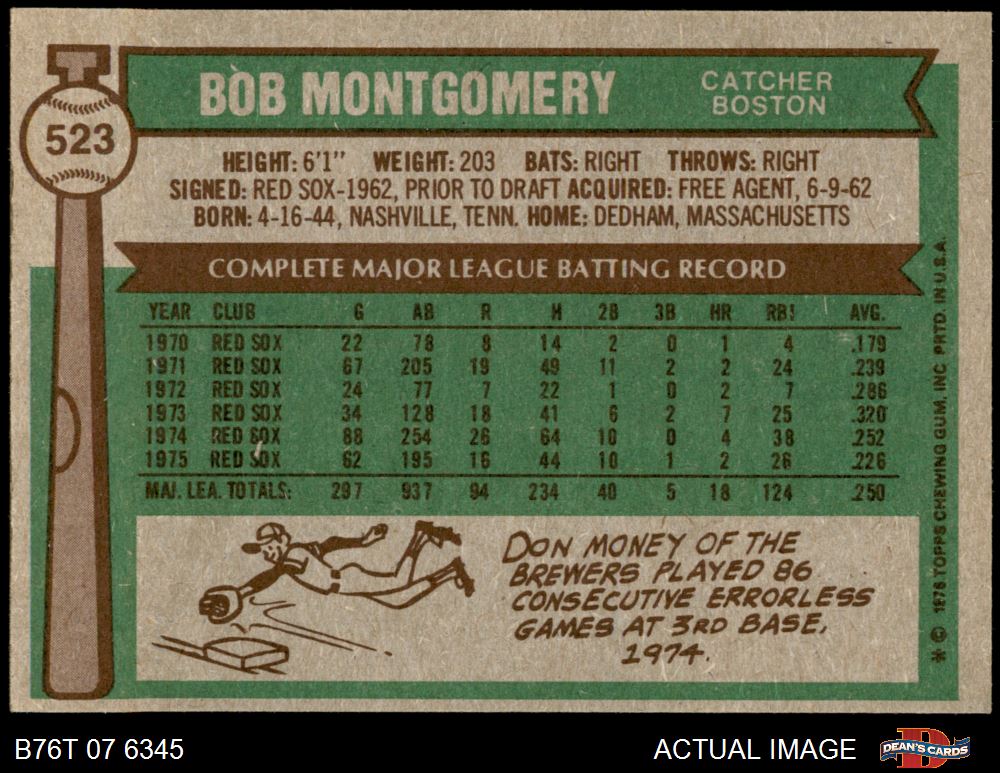 523
BOB MONTGOMERY
CATCHER
BOSTON
HEIGHT: 6'1" WEIGHT: 203 BATS: RIGHT THROWS: RIGHT
SIGNED: RED SOX-1962, PRIOR TO DRAFT ACQUIRED: FREE AGENT, 6-9-62
BORN: 4-16-44, NASHVILLE, TENN. HOME: DEDHAM, MASSACHUSETTS
COMPLETE MAJOR LEAGUE BATTING RECORD
YEAR CLUB G AB R H 2B 3B HR RBI AVG.
1970 RED SOX 22 78 8 14 2 0 1 4 .179
1971 RED SOX 67 205 19 49 11 2 2 24 .239
1972 RED SOX 24 77 7 22 1 0 2 7 .286
1973 RED SOX 34 128 18 41 6 2 7 25 .320
1974 RED SOX 88 254 26 64 10 0 4 38 .252
1975 RED SOX 62 195 16 44 10 1 2 26 .226
MAJ. LEA. TOTALS: 297 937 94 234 40 5 18 124 .250
DON MONEY OF THE
BREWERS PLAYED 86
CONSECUTIVE ERRORLESS
GAMES AT 3RD BASE,
1974.
* © 1976 TOPPS CHEWING GUM, INC PRTD. IN U.S.A.
B76T 07 6345
ACTUAL IMAGE
DEAN'S CARDS